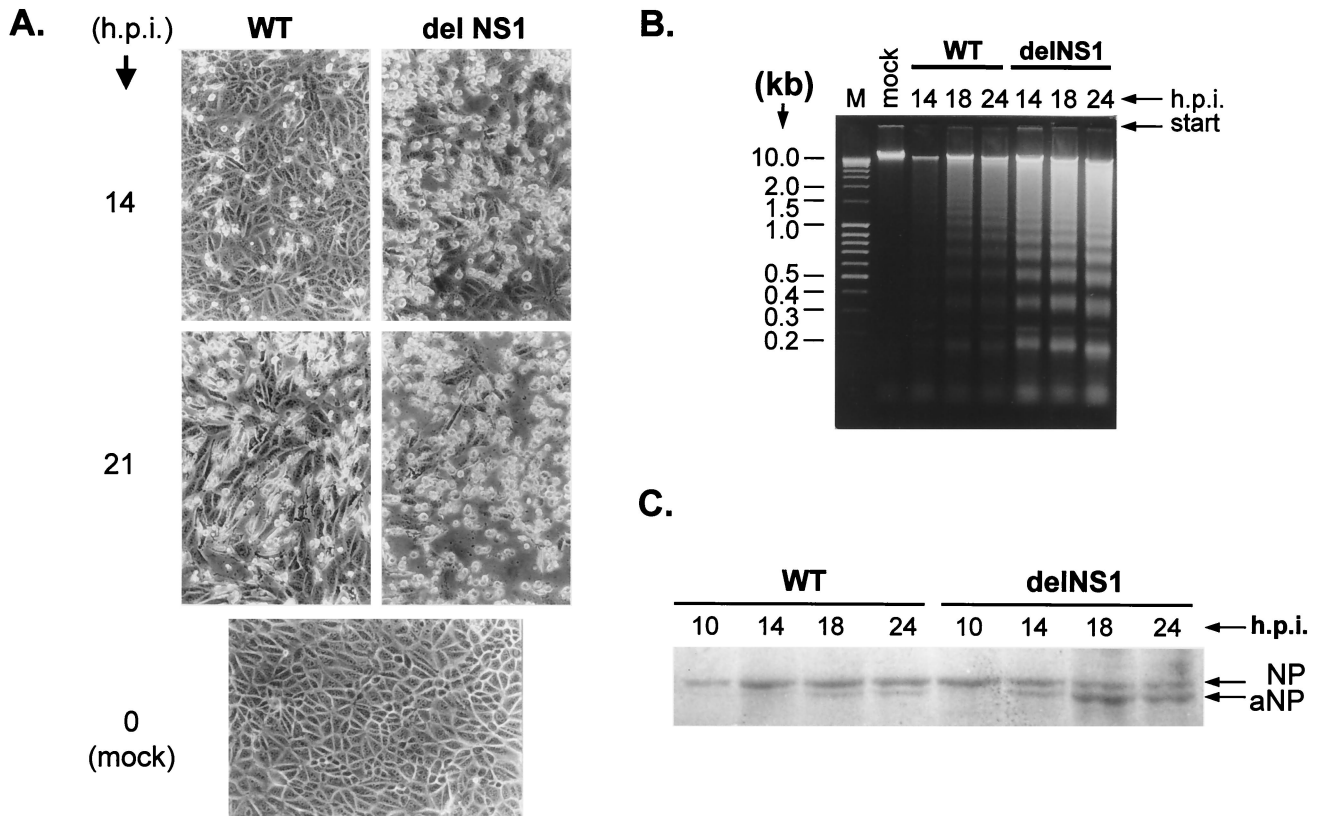 A.
(h.p.i.)
WT
del NS1
14
21
0
(mock)
B.
WT
delNS1
(kb)
M
mock
14 18 24 14 18 24
h.p.i.
start
10.0
2.0
1.5
1.0
0.5
0.4
0.3
0.2
C.
WT
delNS1
10 14 18 24 10 14 18 24
h.p.i.
NP
aNP